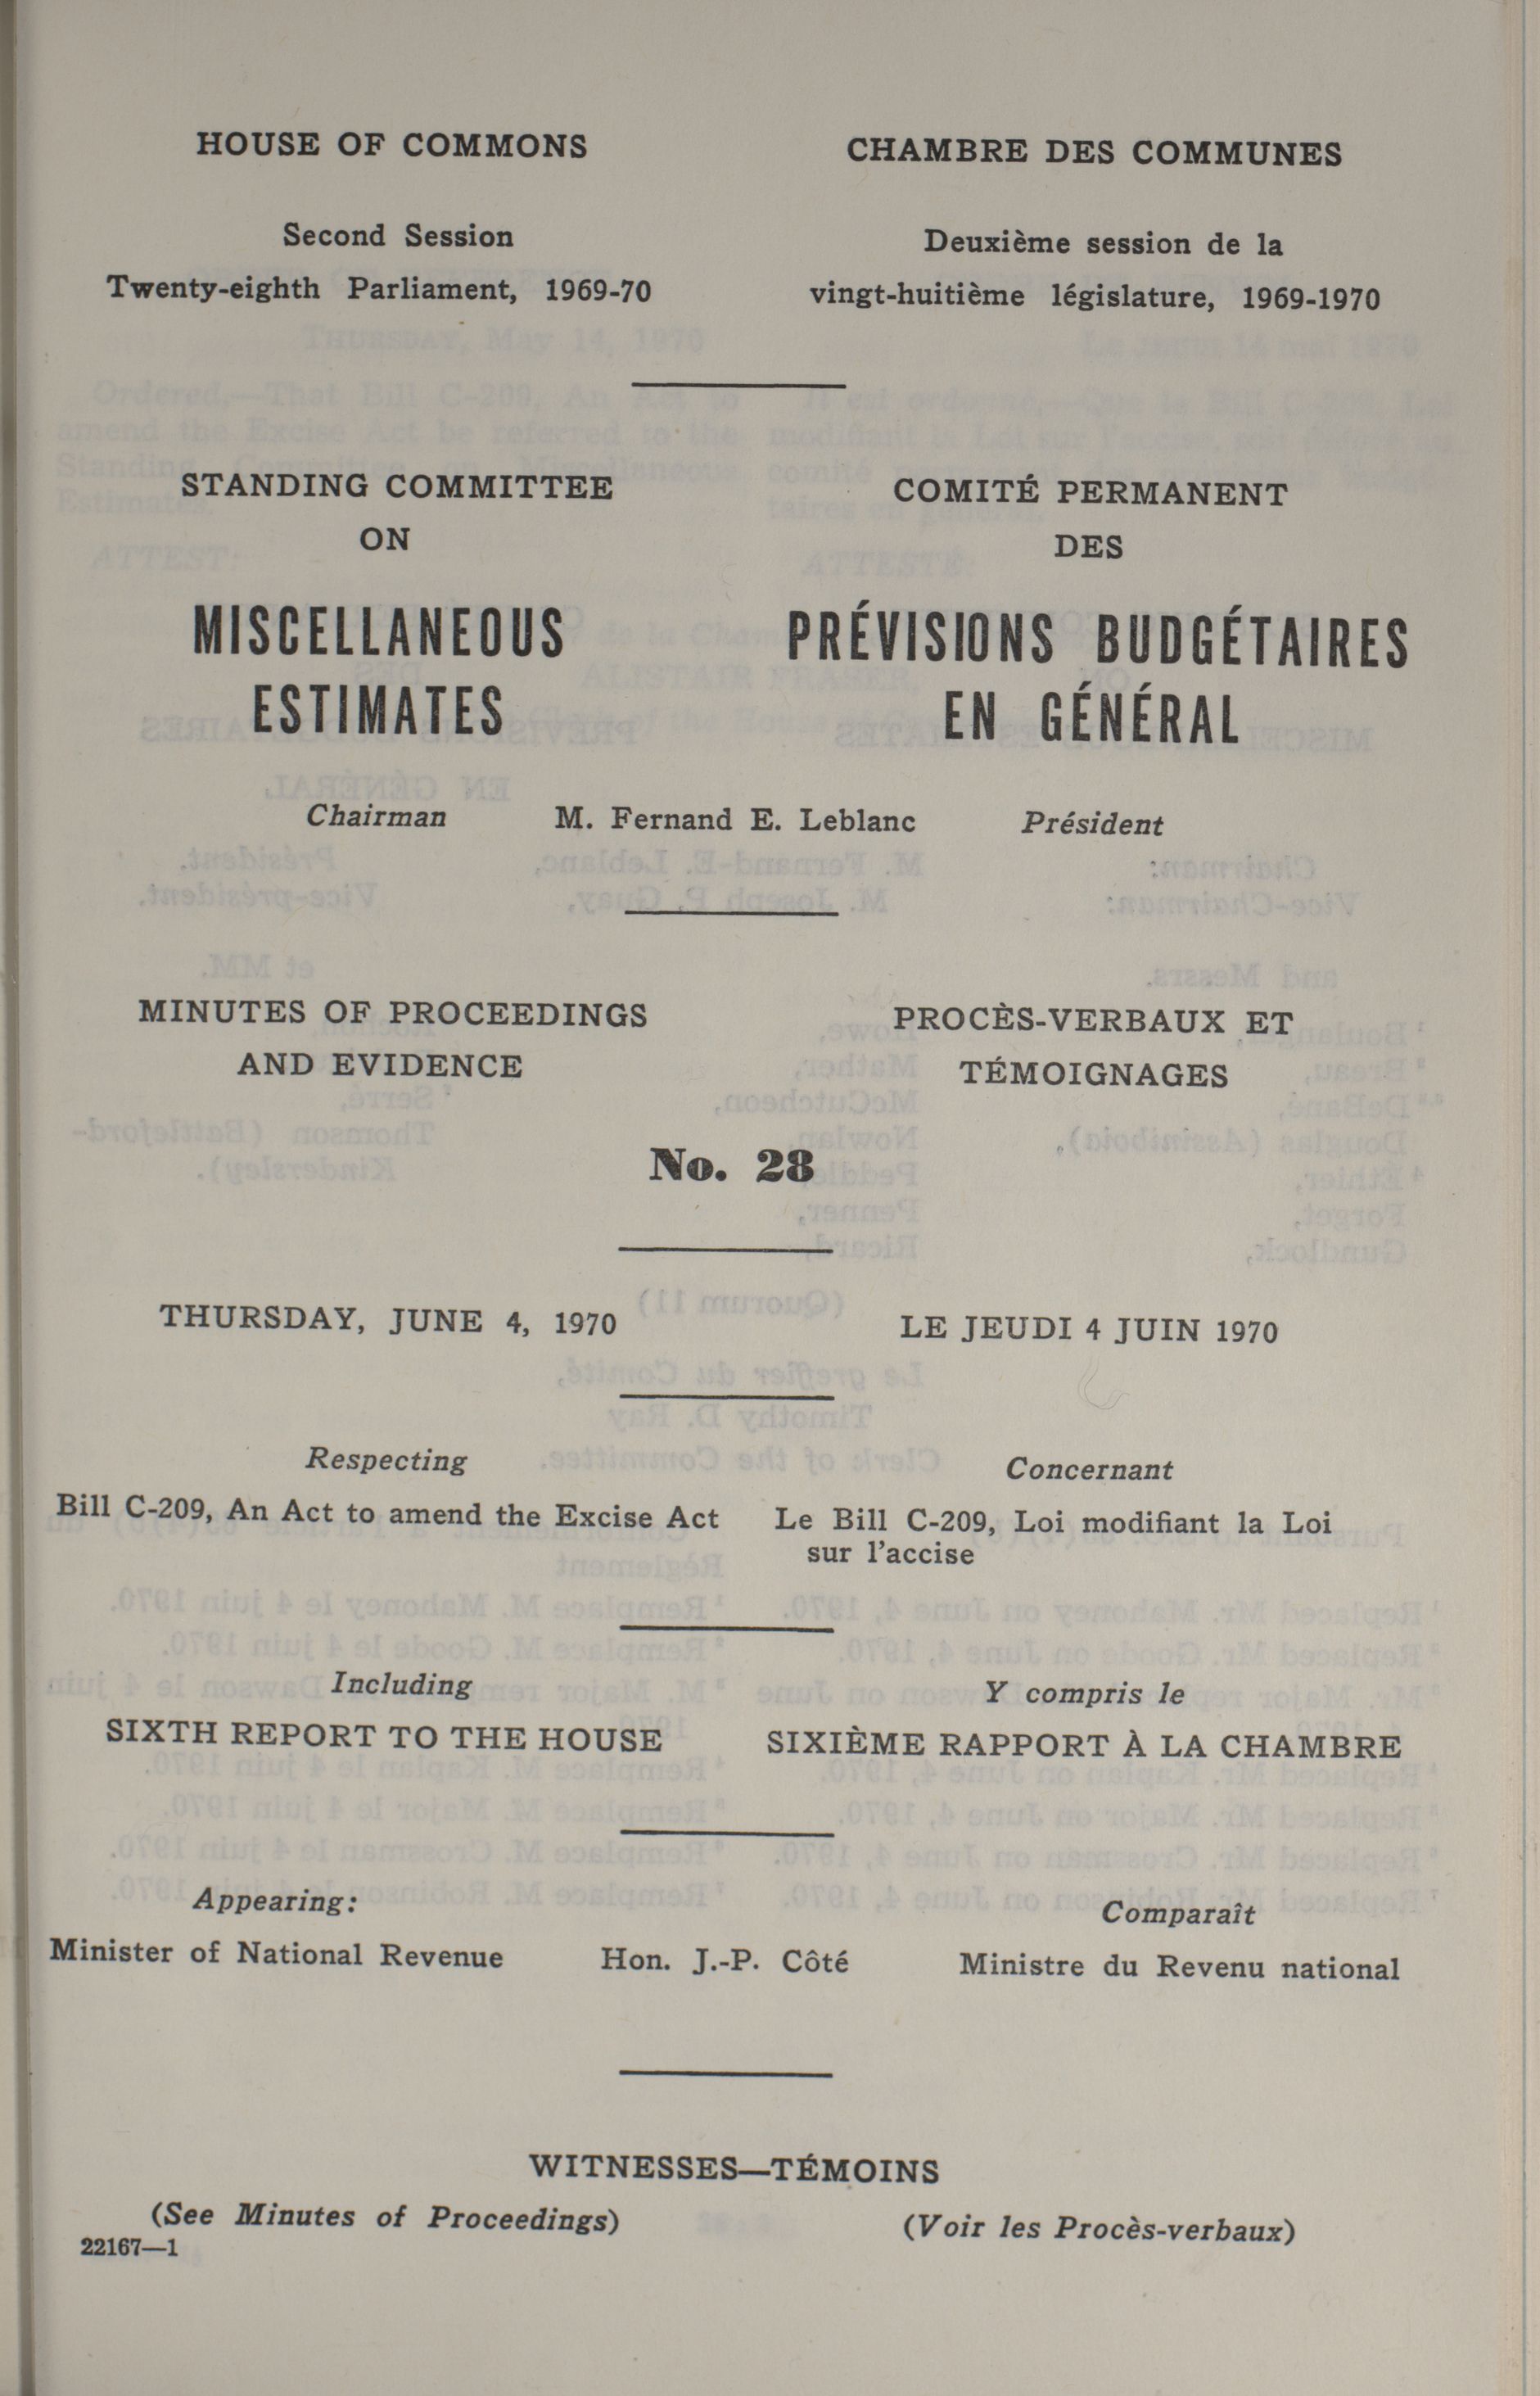 HOUSE OF COMMONS
Second Session
Twenty-eighth Parliament, 1969-70
CHAMBRE DES COMMUNES
Deuxième session de la
vingt-huitième législature, 1969-1970
STANDING COMMITTEE
ON
MISCELLANEOUS
ESTIMATES
COMITÉ PERMANENT
DES
PRÉVISIONS BUDGÉTAIRES
EN GÉNÉRAL
Chairman M. Fernand E. Leblanc Président
MINUTES OF PROCEEDINGS
AND EVIDENCE
PROCÈS-VERBAUX ET
TÉMOIGNAGES
No. 28
THURSDAY, JUNE 4, 1970
LE JEUDI 4 JUIN 1970
Respecting
Bill C-209, An Act to amend the Excise Act
Concernant
Le Bill C-209, Loi modifiant la Loi
sur l'accise
Including
SIXTH REPORT TO THE HOUSE
Y compris le
SIXIÈME RAPPORT À LA CHAMBRE
Appearing:
Comparaît
Minister of National Revenue Hon. J.-P. Côté Ministre du Revenu national
WITNESSES—TÉMOINS
(See Minutes of Proceedings)
(Voir les Procès-verbaux)
22167—1